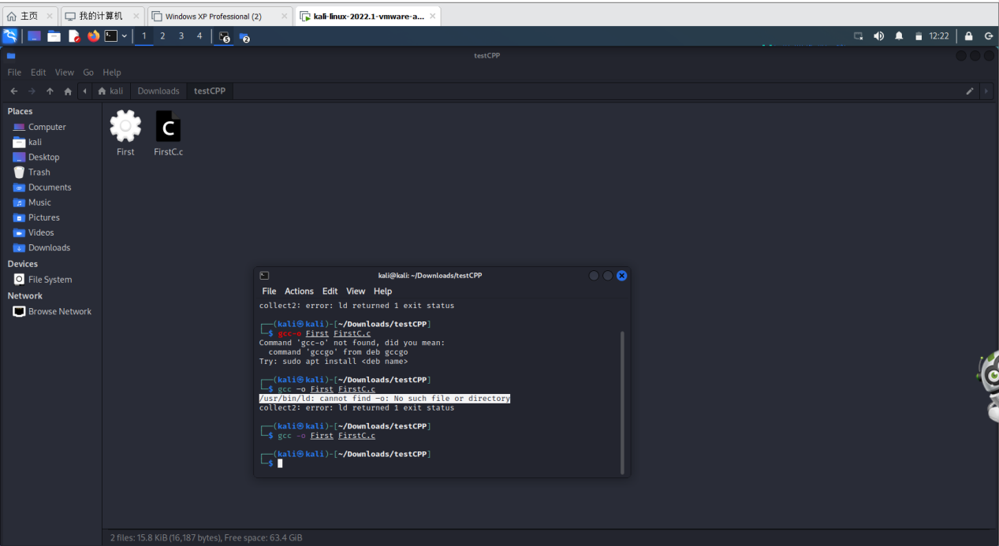 主页
我的计算机
Windows XP Professional (2)
kali-linux-2022.1-vmware-a...
1 2 3 4
5
2
12:22
testCPP
File Edit View Go Help
kali Downloads testCPP
Places
Computer
kali
Desktop
Trash
Documents
Music
Pictures
Videos
Downloads
Devices
File System
Network
Browse Network
C
First
FirstC.c
kali@kali: ~/Downloads/testCPP
File Actions Edit View Help
collect2: error: ld returned 1 exit status
┌──(kali㉿kali)-[~/Downloads/testCPP]
└─$ gcc-o First FirstC.c
Command 'gcc-o' not found, did you mean:
command 'gccgo' from deb gccgo
Try: sudo apt install <deb name>
┌──(kali㉿kali)-[~/Downloads/testCPP]
└─$ gcc –o First FirstC.c
/usr/bin/ld: cannot find –o: No such file or directory
collect2: error: ld returned 1 exit status
┌──(kali㉿kali)-[~/Downloads/testCPP]
└─$ gcc -o First FirstC.c
┌──(kali㉿kali)-[~/Downloads/testCPP]
└─$
2 files: 15.8 KiB (16,187 bytes), Free space: 63.4 GiB